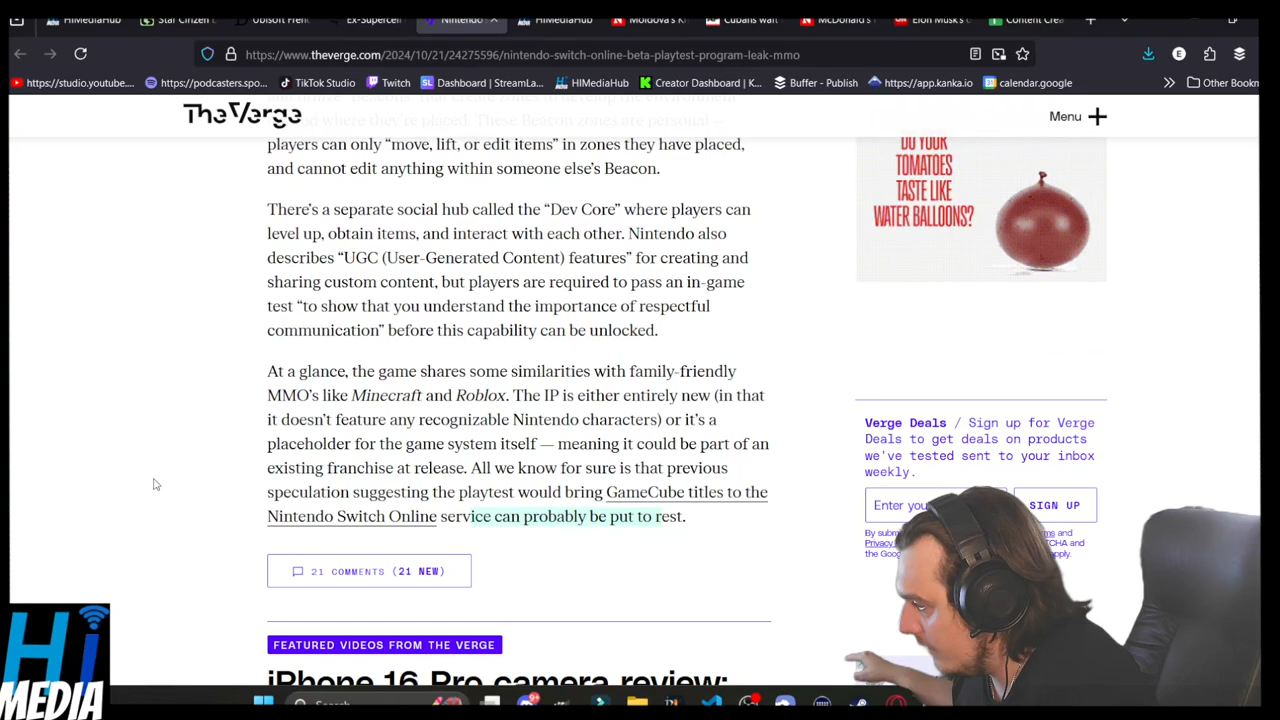 HiMediaHub
Star Citizen L
Ubisoft Frenc
Ex-Supercell
Nintendo
HiMediaHub
Moldova's K
Cubans wait
McDonald's
Elon Musk's
Content Crea
https://www.theverge.com/2024/10/21/24275596/nintendo-switch-online-beta-playtest-program-leak-mmo
https://studio.youtube....
https://podcasters.spo...
TikTok Studio
Twitch
Dashboard | StreamLa...
HIMediaHub
Creator Dashboard | K...
Buffer - Publish
https://app.kanka.io
calendar.google
Other Bookm
TheVerge
Menu
on where they're placed. These Beacon zones are personal —
players can only “move, lift, or edit items” in zones they have placed,
and cannot edit anything within someone else's Beacon.
There's a separate social hub called the “Dev Core” where players can
level up, obtain items, and interact with each other. Nintendo also
describes “UGC (User-Generated Content) features” for creating and
sharing custom content, but players are required to pass an in-game
test “to show that you understand the importance of respectful
communication” before this capability can be unlocked.
At a glance, the game shares some similarities with family-friendly
MMO's like Minecraft and Roblox. The IP is either entirely new (in that
it doesn't feature any recognizable Nintendo characters) or it's a
placeholder for the game system itself — meaning it could be part of an
existing franchise at release. All we know for sure is that previous
speculation suggesting the playtest would bring GameCube titles to the
Nintendo Switch Online service can probably be put to rest.
21 COMMENTS (21 NEW)
FEATURED VIDEOS FROM THE VERGE
iPhone 16 Pro camera review:
DO YOUR
TOMATOES
TASTE LIKE
WATER BALLOONS?
Verge Deals / Sign up for Verge
Deals to get deals on products
we've tested sent to your inbox
weekly.
Enter you
SIGN UP
By subm
Privacy
the Goo
Search
Hi
MEDIA